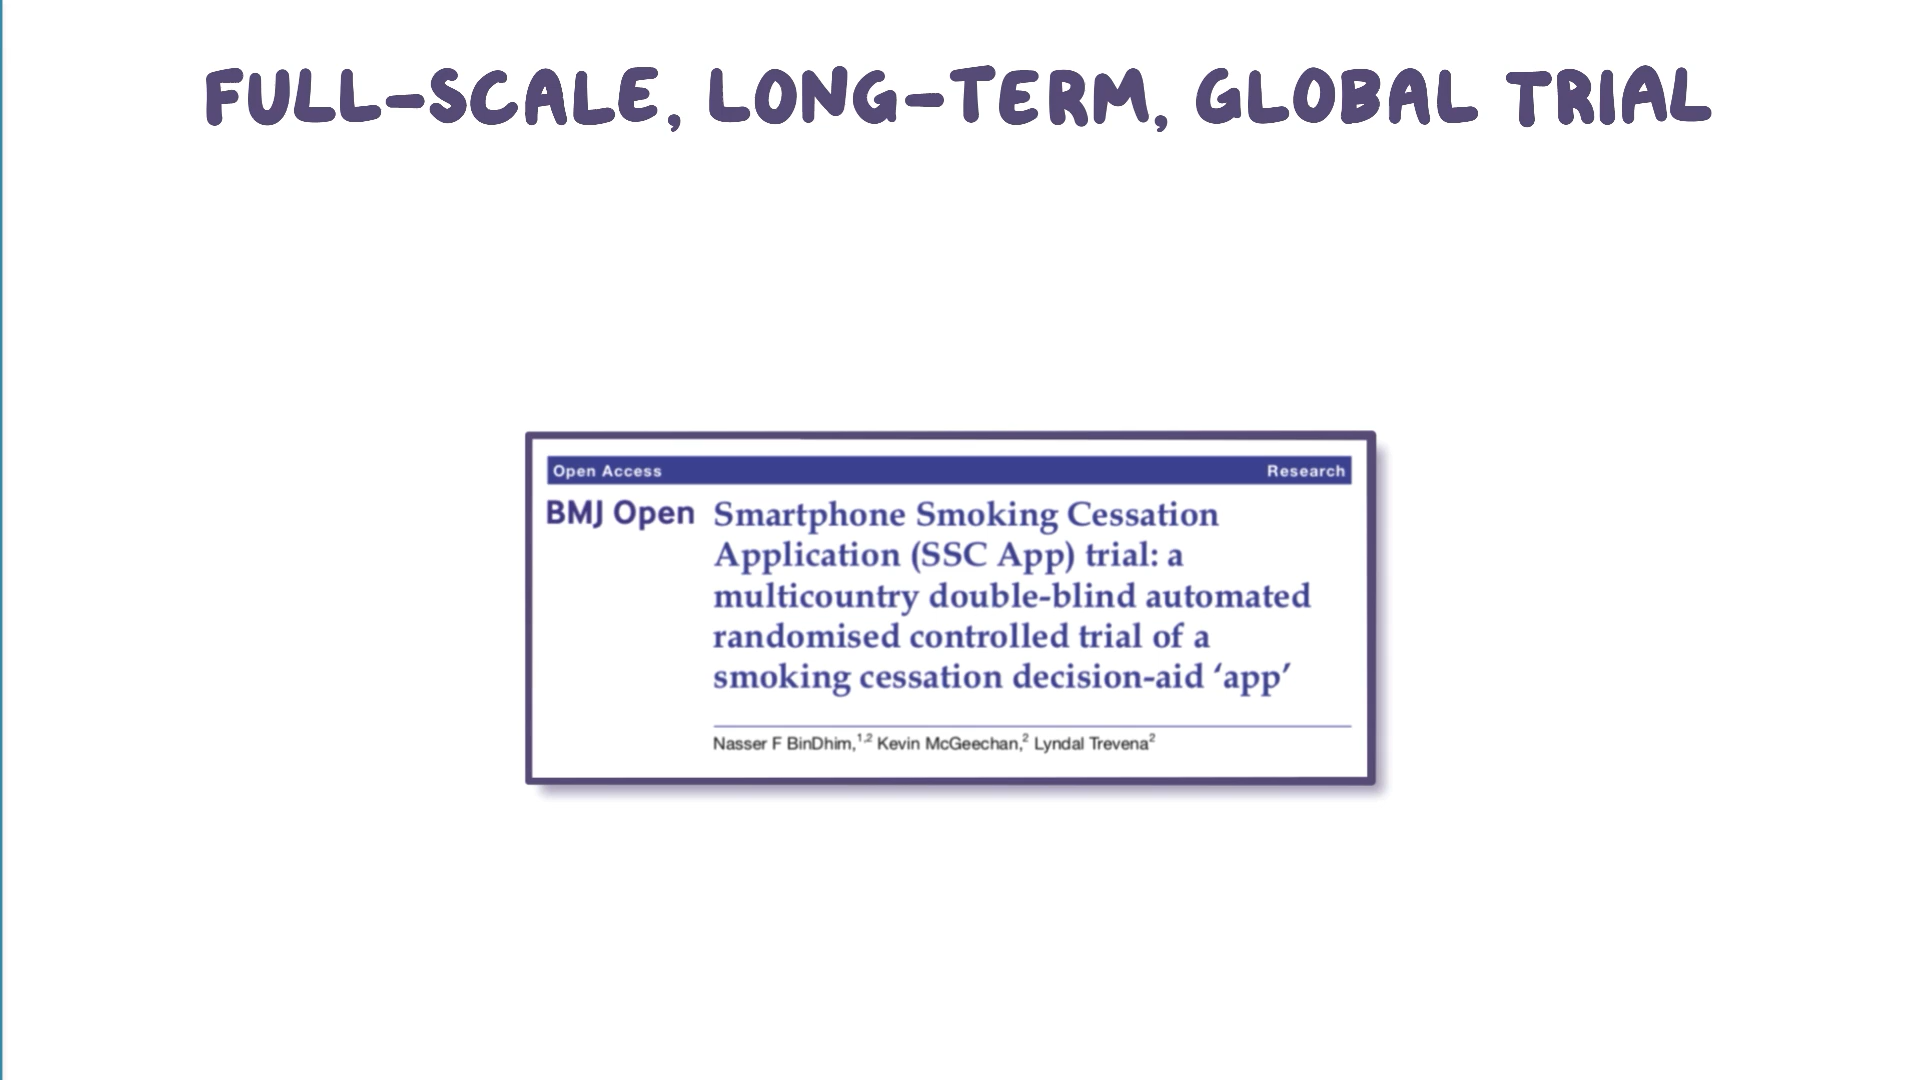 FULL-SCALE, LONG-TERM, GLOBAL TRIAL
Open Access
Research
BMJ Open
Smartphone Smoking Cessation
Application (SSC App) trial: a
multicountry double-blind automated
randomised controlled trial of a
smoking cessation decision-aid ‘app’
Nasser F BinDhim,1,2 Kevin McGeechan,2 Lyndal Trevena2